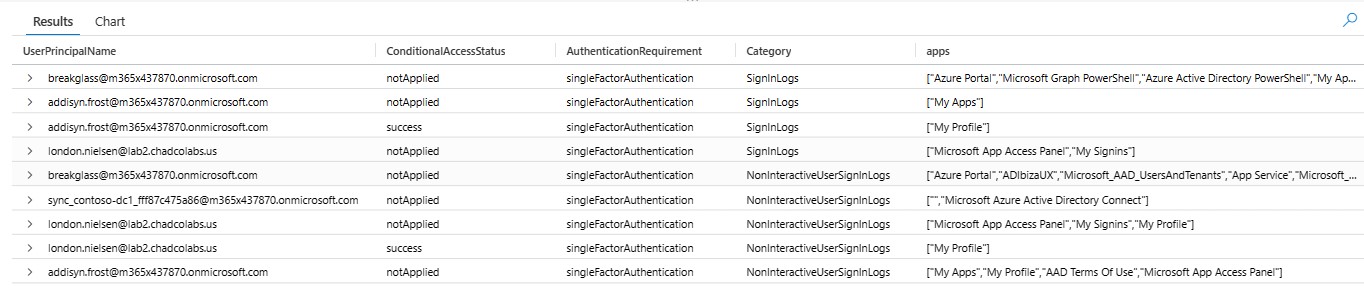 Results Chart
UserPrincipalName ConditionalAccessStatus AuthenticationRequirement Category apps
breakglass@m365x437870.onmicrosoft.com notApplied singleFactorAuthentication SignInLogs ["Azure Portal","Microsoft Graph PowerShell","Azure Active Directory PowerShell","My Ap...
addisyn.frost@m365x437870.onmicrosoft.com notApplied singleFactorAuthentication SignInLogs ["My Apps"]
addisyn.frost@m365x437870.onmicrosoft.com success singleFactorAuthentication SignInLogs ["My Profile"]
london.nielsen@lab2.chadcolabs.us notApplied singleFactorAuthentication SignInLogs ["Microsoft App Access Panel","My Signins"]
breakglass@m365x437870.onmicrosoft.com notApplied singleFactorAuthentication NonInteractiveUserSignInLogs ["Azure Portal","ADIbizaUX","Microsoft_AAD_UsersAndTenants","App Service","Microsoft_...
sync_contoso-dc1_fff87c475a86@m365x437870.onmicrosoft.com notApplied singleFactorAuthentication NonInteractiveUserSignInLogs ["","Microsoft Azure Active Directory Connect"]
london.nielsen@lab2.chadcolabs.us notApplied singleFactorAuthentication NonInteractiveUserSignInLogs ["Microsoft App Access Panel","My Signins","My Profile"]
london.nielsen@lab2.chadcolabs.us success singleFactorAuthentication NonInteractiveUserSignInLogs ["My Profile"]
addisyn.frost@m365x437870.onmicrosoft.com notApplied singleFactorAuthentication NonInteractiveUserSignInLogs ["My Apps","My Profile","AAD Terms Of Use","Microsoft App Access Panel"]